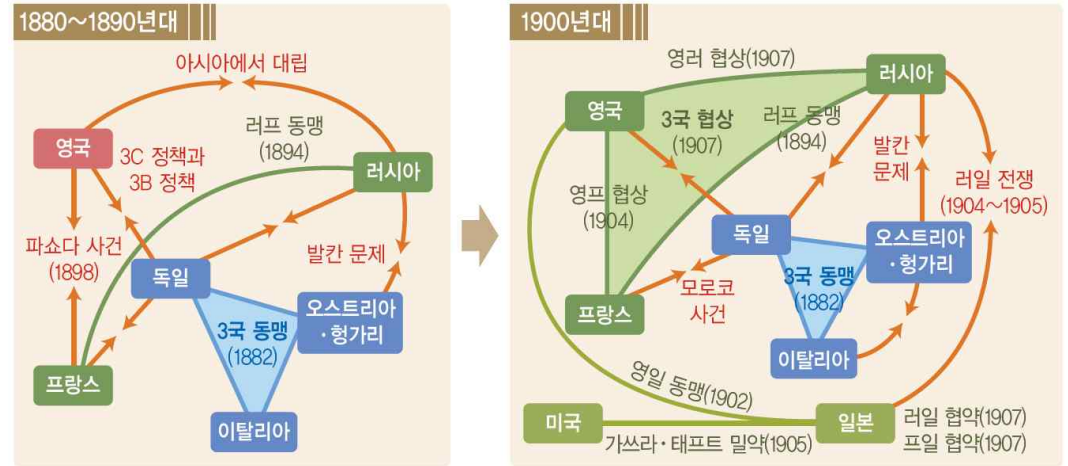 1880～1890년대
아시아에서 대립
러프 동맹
(1894)
영국
3C 정책과
3B 정책
러시아
파쇼다 사건
(1898)
독일
발칸 문제
오스트리아
·헝가리
3국 동맹
(1882)
프랑스
이탈리아
1900년대
영러 협상(1907)
러시아
영국
3국 협상
(1907)
러프 동맹
(1894)
발칸
문제
러일 전쟁
(1904～1905)
영프 협상
(1904)
독일
오스트리아
·헝가리
3국 동맹
(1882)
모로코
사건
프랑스
이탈리아
영일 동맹(1902)
미국
가쓰라·태프트 밀약(1905)
일본
러일 협약(1907)
프일 협약(1907)